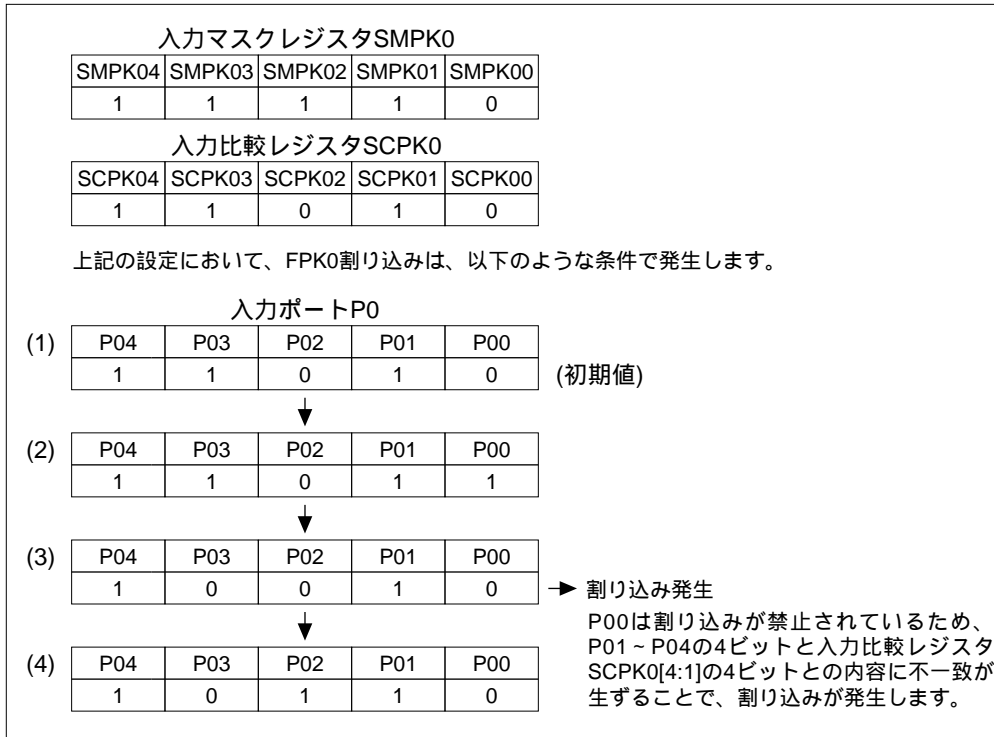 入力マスクレジスタSMPK0
SMPK04 SMPK03 SMPK02 SMPK01 SMPK00
1 1 1 1 0
入力比較レジスタSCPK0
SCPK04 SCPK03 SCPK02 SCPK01 SCPK00
1 1 0 1 0
上記の設定において、FPK0割り込みは、以下のような条件で発生します。
入力ポートP0
(1) P04 P03 P02 P01 P00
1 1 0 1 0 (初期値)
(2) P04 P03 P02 P01 P00
1 1 0 1 1
(3) P04 P03 P02 P01 P00
1 0 0 1 0 割り込み発生
P00は割り込みが禁止されているため、
P01~P04の4ビットと入力比較レジスタ
SCPK0[4:1]の4ビットとの内容に不一致が
生ずることで、割り込みが発生します。
(4) P04 P03 P02 P01 P00
1 0 1 1 0